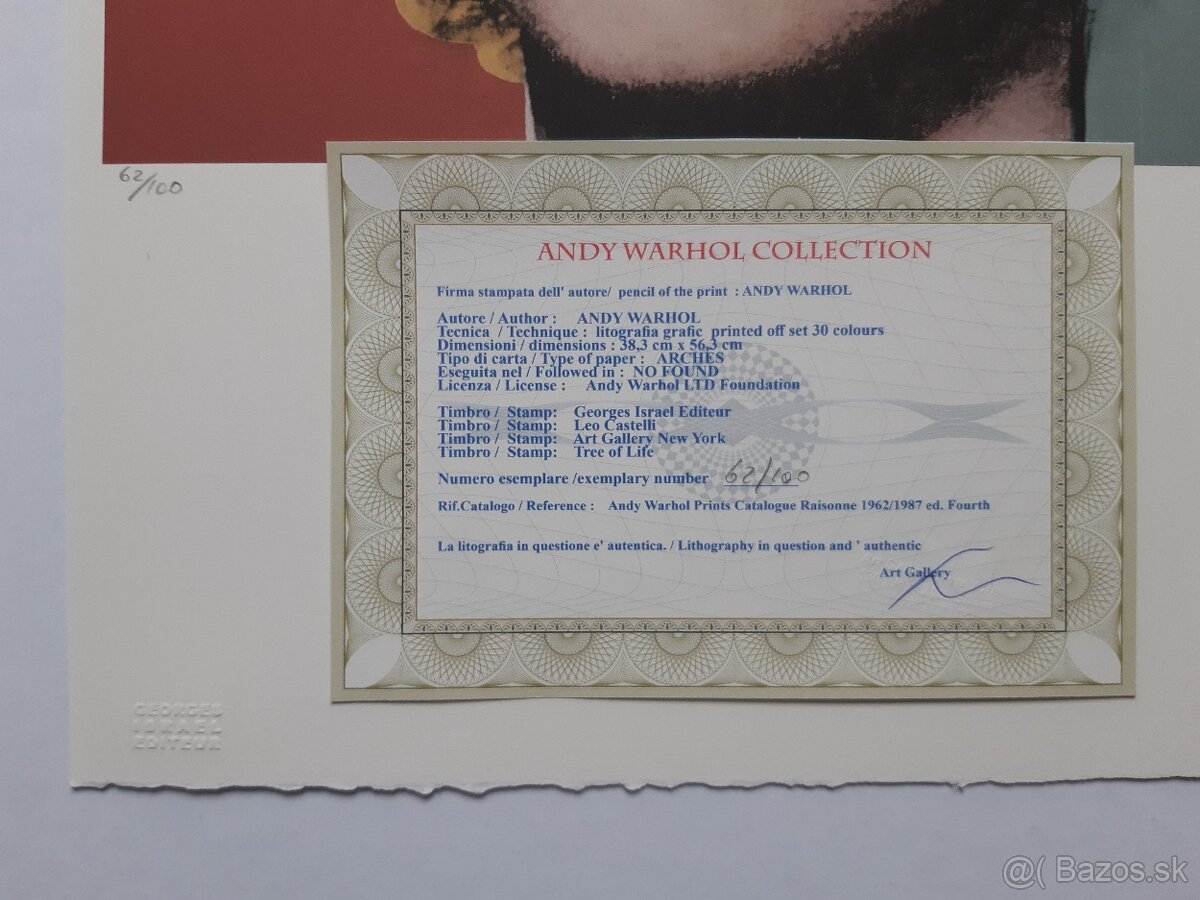 62/100
ANDY WARHOL COLLECTION
Firma stampata dell' autore/ pencil of the print : ANDY WARHOL
Autore / Author : ANDY WARHOL
Tecnica / Technique : litografia grafic printed off set 30 colours
Dimensioni / dimensions : 38,3 cm x 56,3 cm
Tipo di carta / Type of paper : ARCHES
Eseguita nel / Followed in : NO FOUND
Licenza / License : Andy Warhol LTD Foundation
Timbro / Stamp: Georges Israel Editeur
Timbro / Stamp: Leo Castelli
Timbro / Stamp: Art Gallery New York
Timbro / Stamp: Tree of Life
Numero esemplare /exemplary number 62/100
Rif.Catalogo / Reference : Andy Warhol Prints Catalogue Raisonne 1962/1987 ed. Fourth
La litografia in questione e' autentica. / Lithography in question and ' authentic
Art Gallery
GEORGES
ISRAEL
EDITEUR
@( Bazos.sk